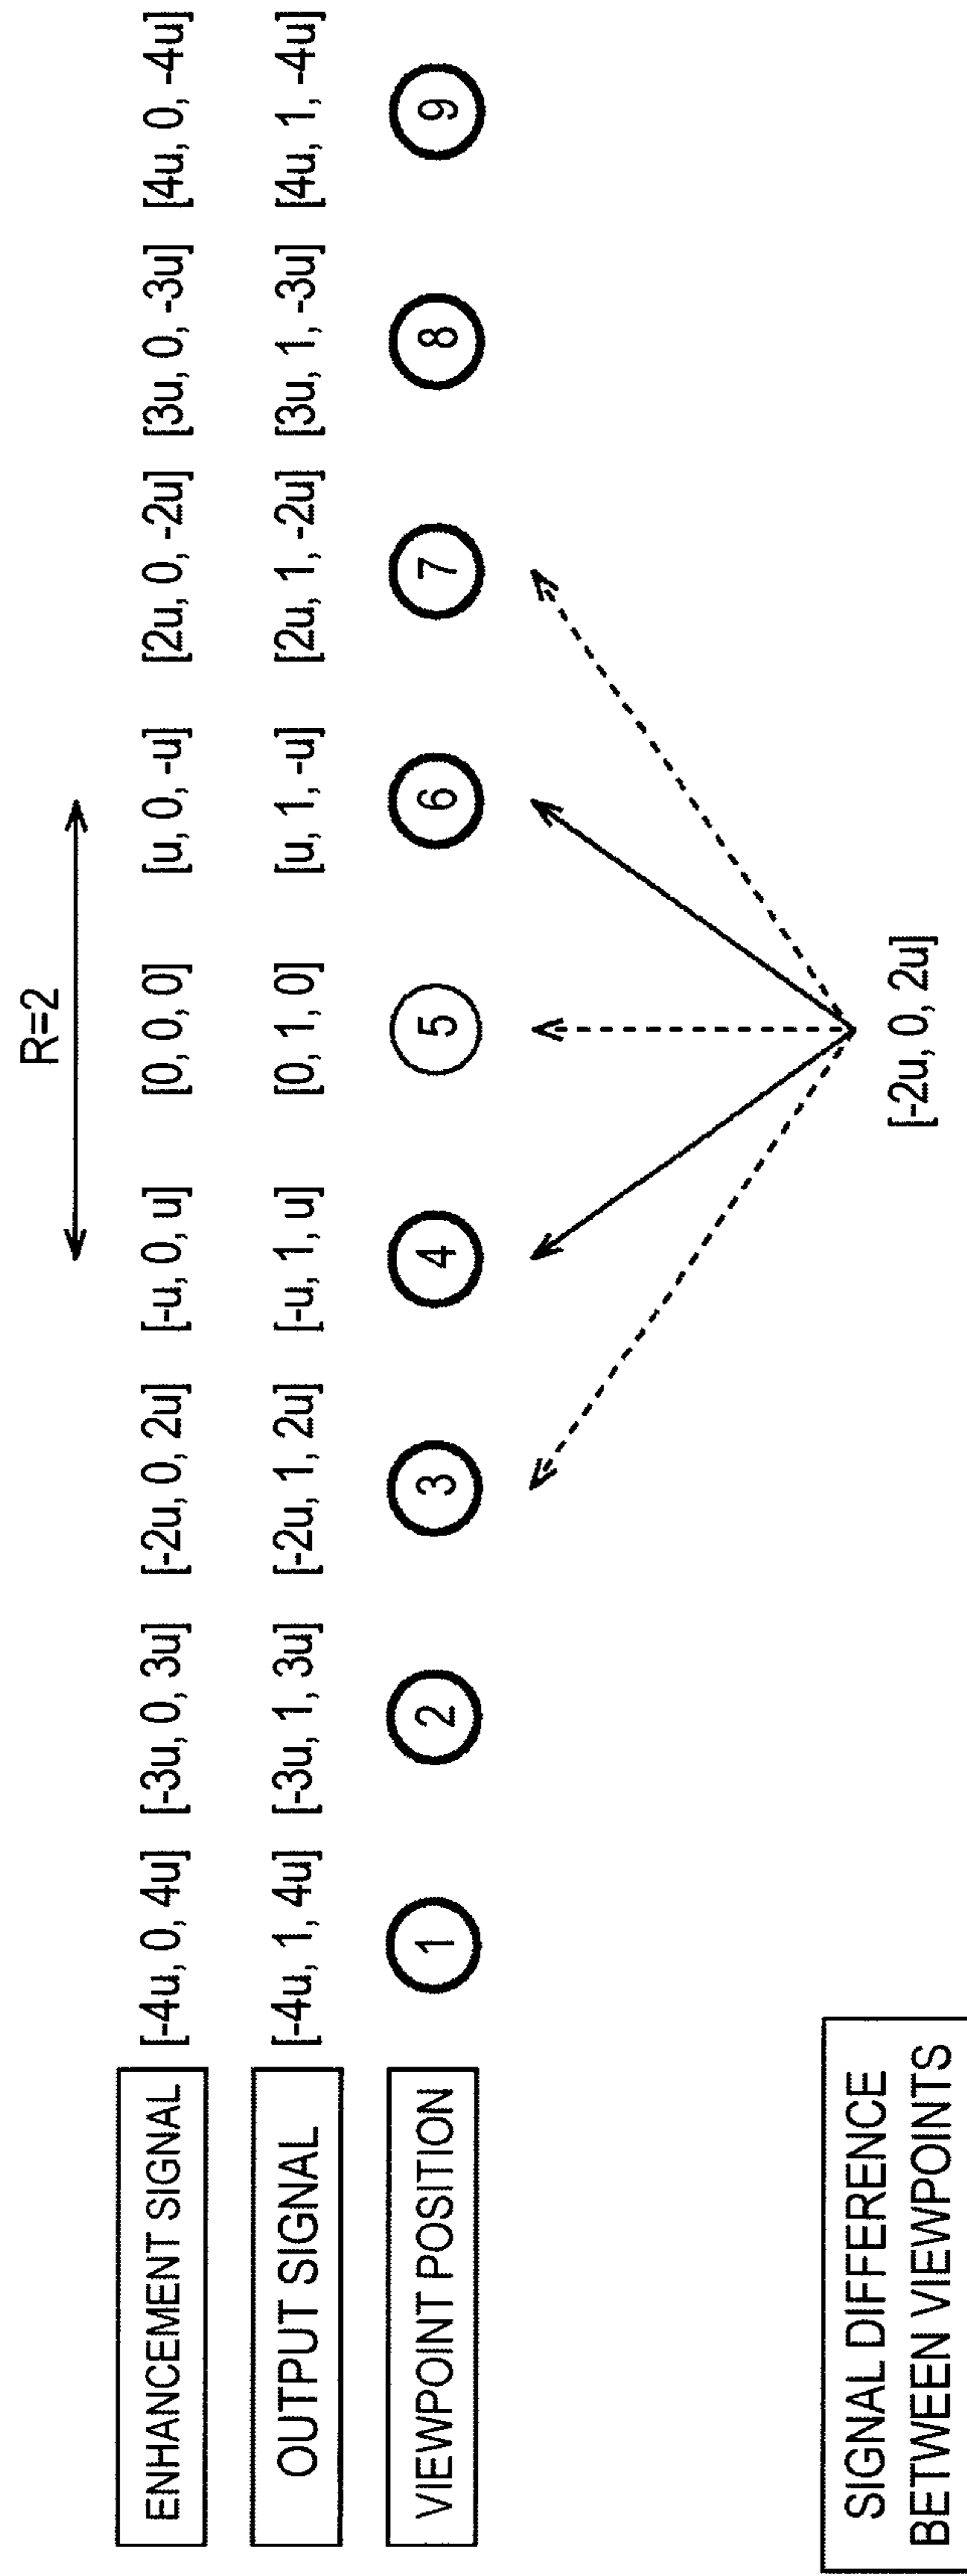 R=2
ENHANCEMENT SIGNAL [-4u, 0, 4u] [-3u, 0, 3u] [-2u, 0, 2u] [-u, 0, u] [0, 0, 0] [u, 0, -u] [2u, 0, -2u] [3u, 0, -3u] [4u, 0, -4u]
OUTPUT SIGNAL [-4u, 1, 4u] [-3u, 1, 3u] [-2u, 1, 2u] [-u, 1, u] [0, 1, 0] [u, 1, -u] [2u, 1, -2u] [3u, 1, -3u] [4u, 1, -4u]
VIEWPOINT POSITION 1 2 3 4 5 6 7 8 9
SIGNAL DIFFERENCE
BETWEEN VIEWPOINTS
[-2u, 0, 2u]